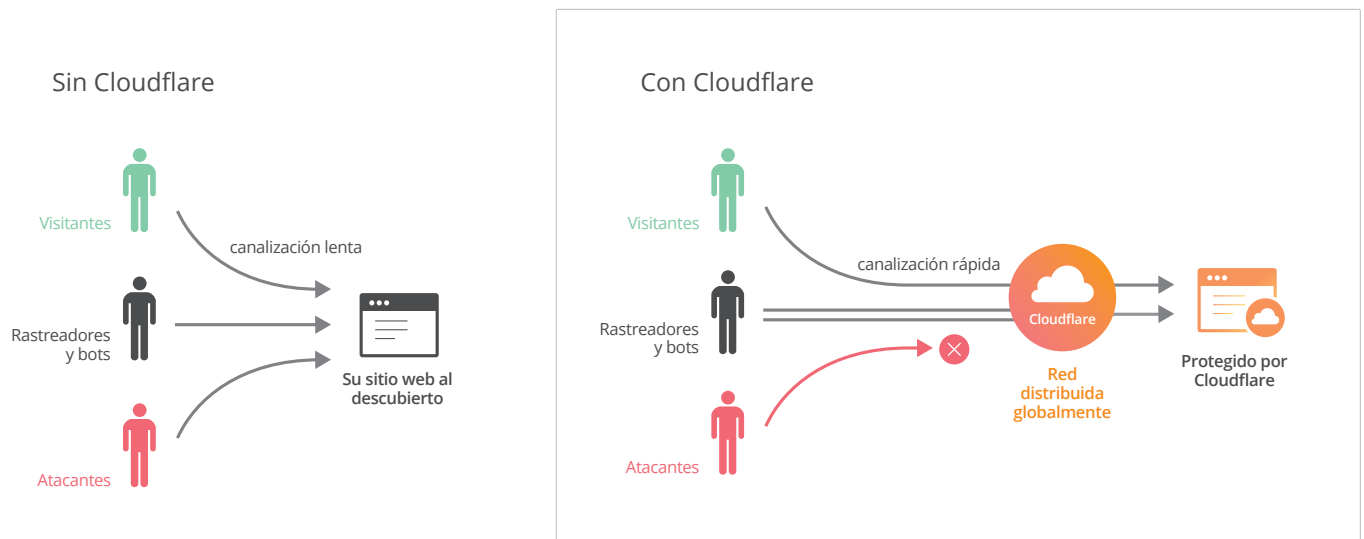 Sin Cloudflare
Visitantes
canalización lenta
Rastreadores
y bots
Su sitio web al
descubierto
Atacantes
Con Cloudflare
Visitantes
canalización rápida
Rastreadores
y bots
Cloudflare
Red
distribuida
globalmente
Protegido por
Cloudflare
Atacantes